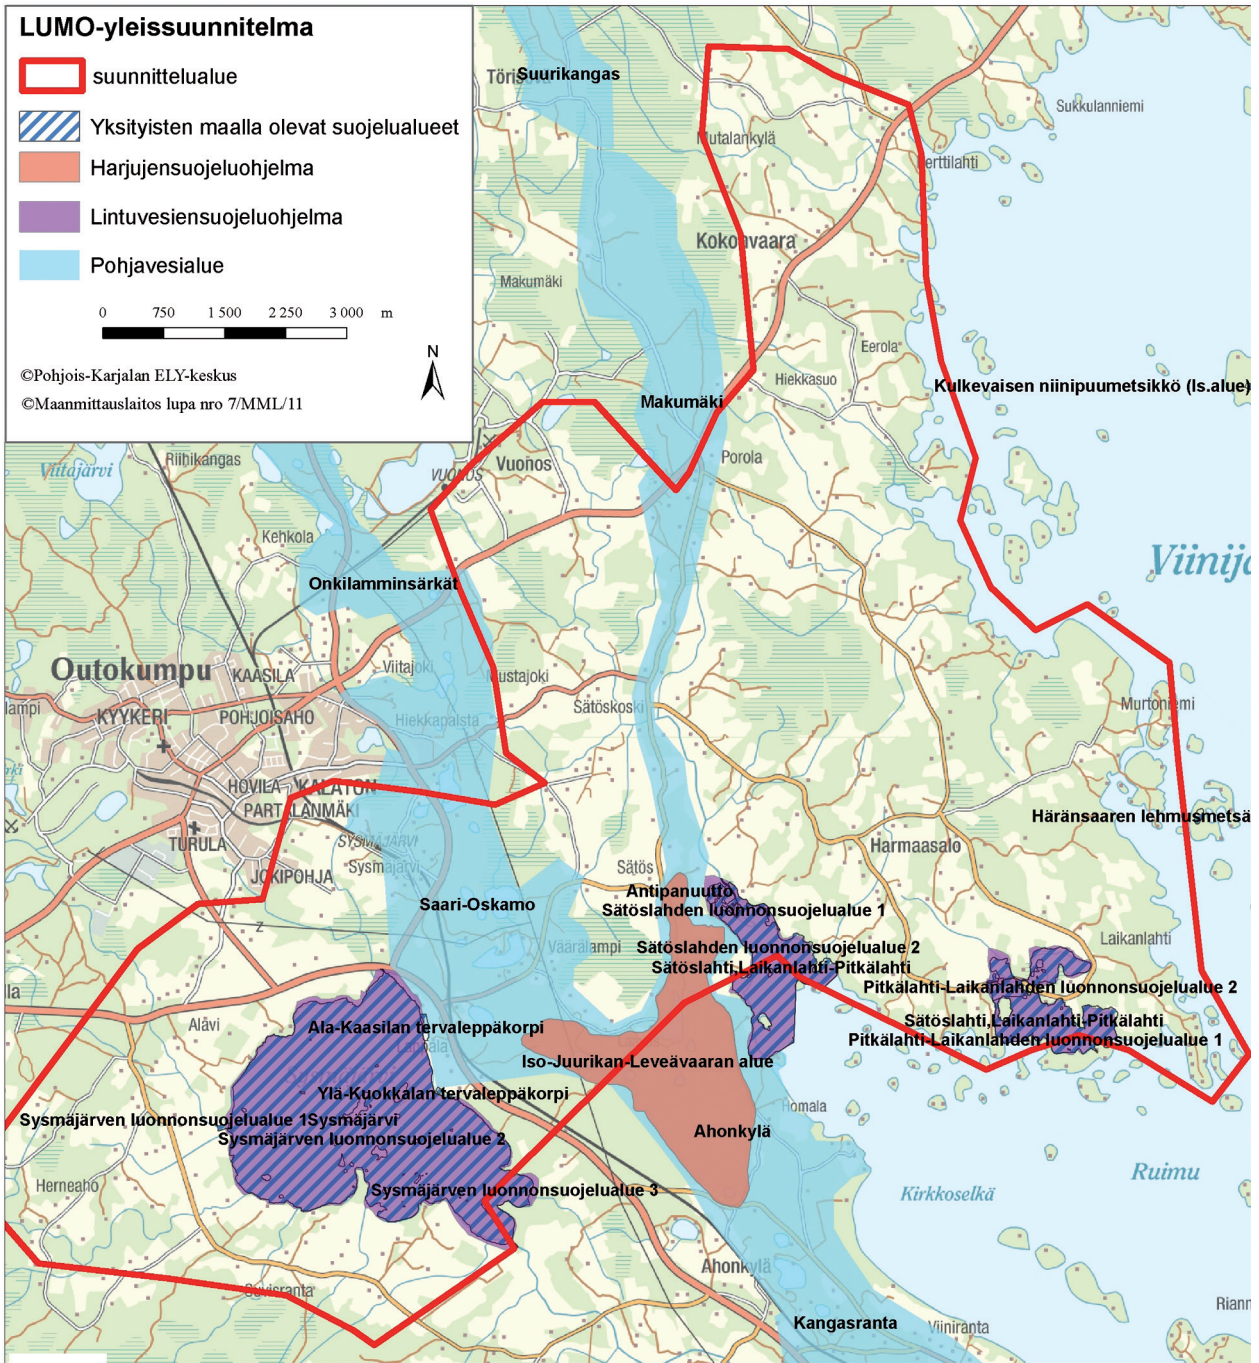 LUMO-yleissuunnitelma
suunnittelualue
Yksityisten maalla olevat suojelualueet
Harjujensuojeluohjelma
Lintuvesiensuojeluohjelma
Pohjavesialue
0 750 1 500 2 250 3 000 m
N
©Pohjois-Karjalan ELY-keskus
©Maanmittauslaitos lupa nro 7/MML/11
Suurikangas
Sukkulanniemi
Mutalankylä
Kokonvaara
Makumäki
Eerola
Hiekkasuo
Kulkevaisen niinipuumetsikkö (ls.alue)
Makumäki
Viitajärvi
Riihikangas
VUONOS
Vuonos
Porola
Kehkola
Onkilamminsärkät
Outokumpu
KAASILA
Viitajoki
Mustajoki
KYYKERI
POHJOISAHO
Hiekkapalsta
Sätöskoski
Murtoniemi
HOVILA
KALATON
PARTALANMÄKI
Häränsaaren lehmusmetsä
TURULA
SYSMÄJÄRVI
Sysmäjärvi
Harmaasalo
JOKIPOHJA
Sätös
Saari-Oskamo
Antipanuutto
Sätöslahden luonnonsuojelualue 1
Väärälampi
Sätöslahden luonnonsuojelualue 2
Laikanlahti
Sätöslahti,Laikanlahti-Pitkälahti
Pitkälahti-Laikanlahden luonnonsuojelualue 2
Alavi
Ala-Kaasilan tervaleppäkorpi
Sätöslahti,Laikanlahti-Pitkälahti
Pitkälahti-Laikanlahden luonnonsuojelualue 1
Iso-Juurikan-Leveävaaran alue
Ylä-Kuokkalan tervaleppäkorpi
Homala
Sysmäjärven luonnonsuojelualue 1Sysmäjärvi
Sysmäjärven luonnonsuojelualue 2
Ahonkylä
Ruimu
Herneaho
Sysmäjärven luonnonsuojelualue 3
Kirkkoselkä
Ahonkylä
Suvisranta
Kangasranta
Viiniranta